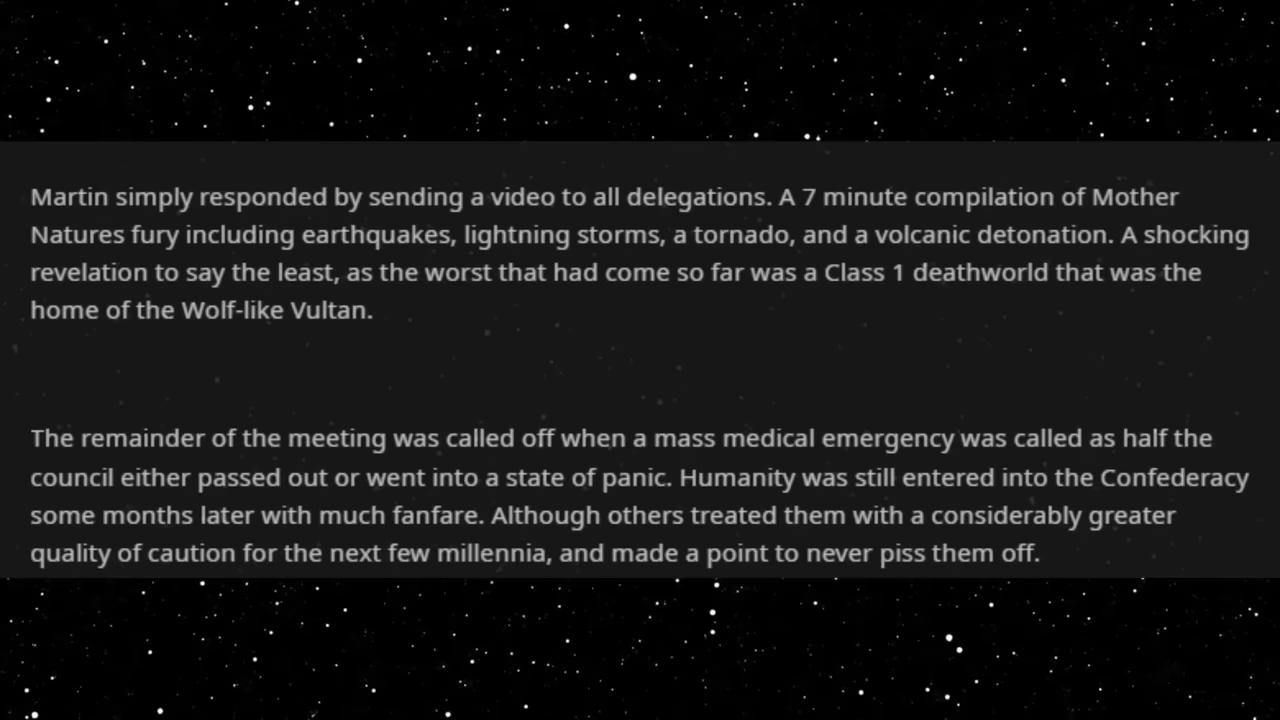 Martin simply responded by sending a video to all delegations. A 7 minute compilation of Mother
Natures fury including earthquakes, lightning storms, a tornado, and a volcanic detonation. A shocking
revelation to say the least, as the worst that had come so far was a Class 1 deathworld that was the
home of the Wolf-like Vultan.
The remainder of the meeting was called off when a mass medical emergency was called as half the
council either passed out or went into a state of panic. Humanity was still entered into the Confederacy
some months later with much fanfare. Although others treated them with a considerably greater
quality of caution for the next few millennia, and made a point to never piss them off.